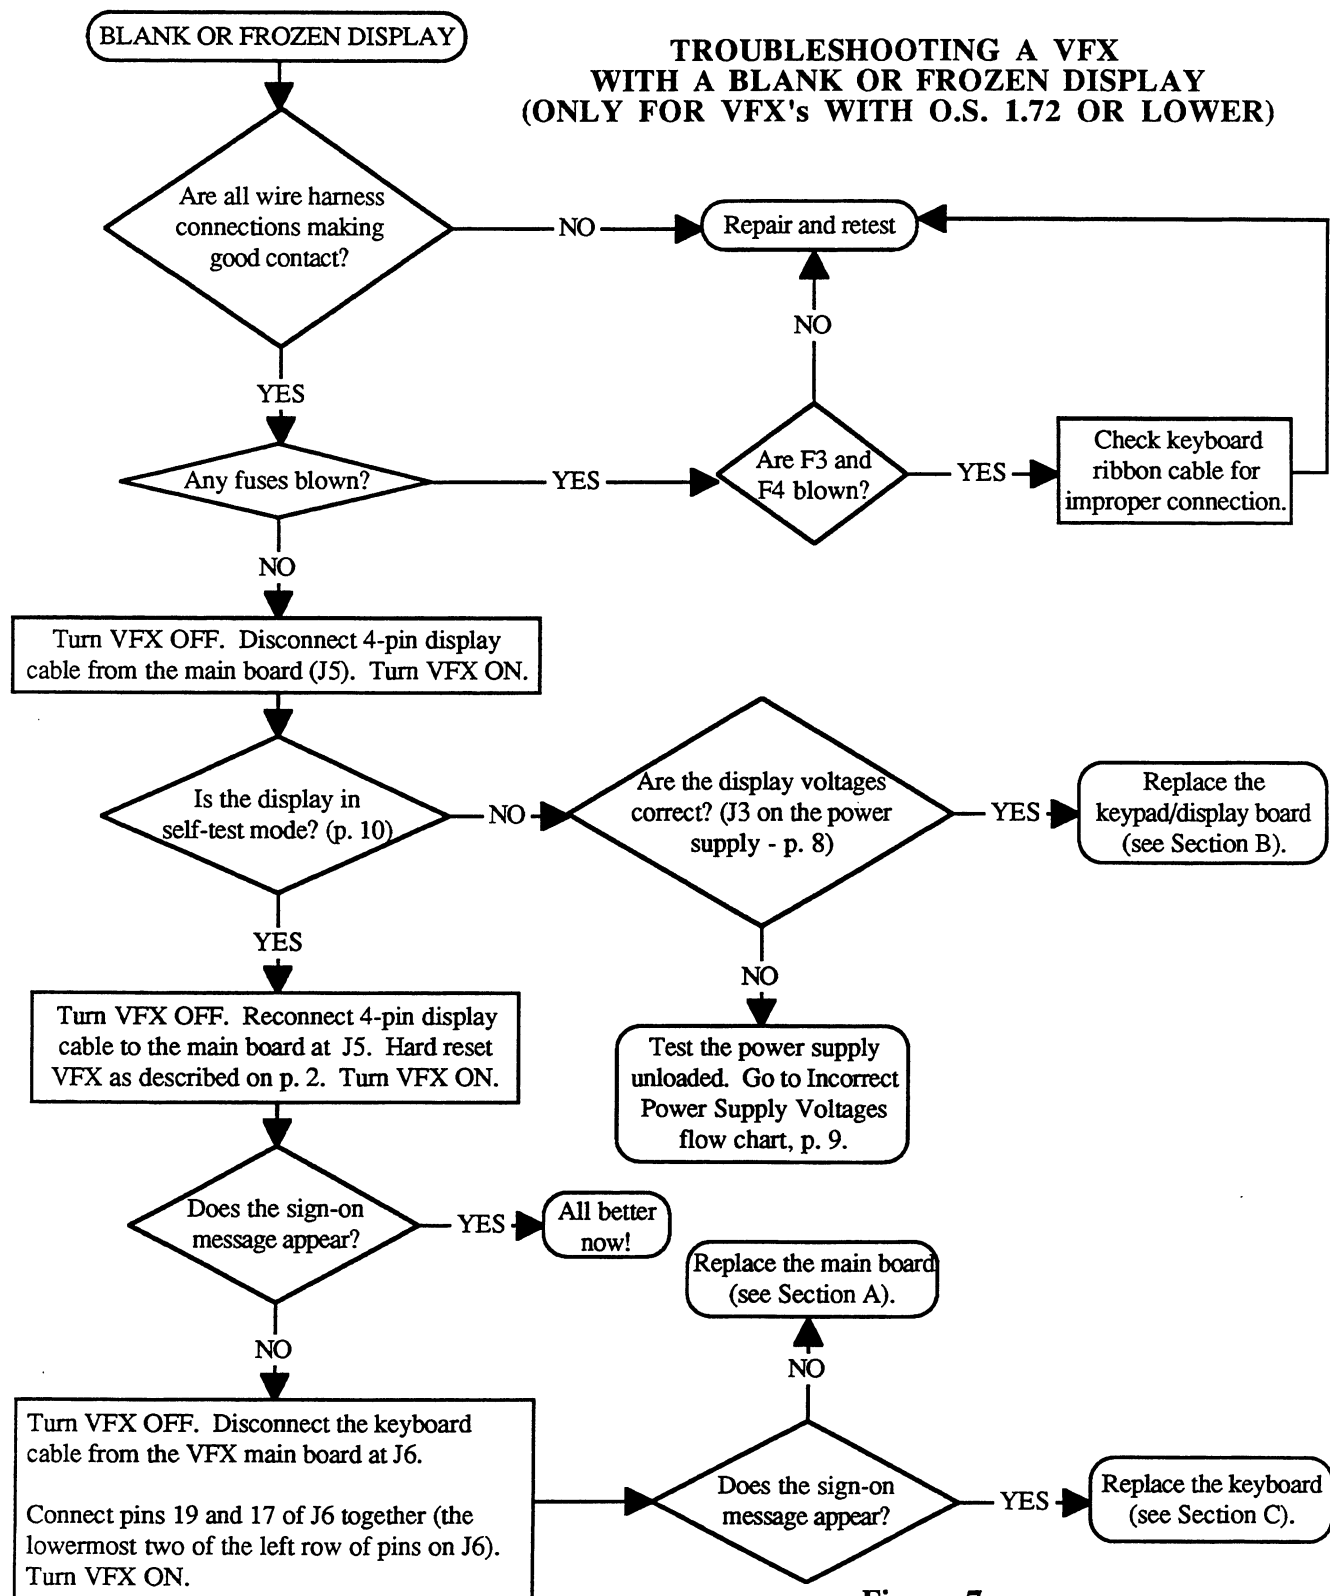 BLANK OR FROZEN DISPLAY
TROUBLESHOOTING A VFX
WITH A BLANK OR FROZEN DISPLAY
(ONLY FOR VFX's WITH O.S. 1.72 OR LOWER)
Are all wire harness
connections making
good contact?
NO
Repair and retest
NO
YES
Any fuses blown?
YES
Are F3 and
F4 blown?
YES
Check keyboard
ribbon cable for
improper connection.
NO
Turn VFX OFF. Disconnect 4-pin display
cable from the main board (J5). Turn VFX ON.
Is the display in
self-test mode? (p. 10)
NO
Are the display voltages
correct? (J3 on the power
supply - p. 8)
YES
Replace the
keypad/display board
(see Section B).
YES
NO
Turn VFX OFF. Reconnect 4-pin display
cable to the main board at J5. Hard reset
VFX as described on p. 2. Turn VFX ON.
Test the power supply
unloaded. Go to Incorrect
Power Supply Voltages
flow chart, p. 9.
Does the sign-on
message appear?
YES
All better
now!
Replace the main board
(see Section A).
NO
NO
Turn VFX OFF. Disconnect the keyboard
cable from the VFX main board at J6.
Connect pins 19 and 17 of J6 together (the
lowermost two of the left row of pins on J6).
Turn VFX ON.
Does the sign-on
message appear?
YES
Replace the keyboard
(see Section C).
Figure 7